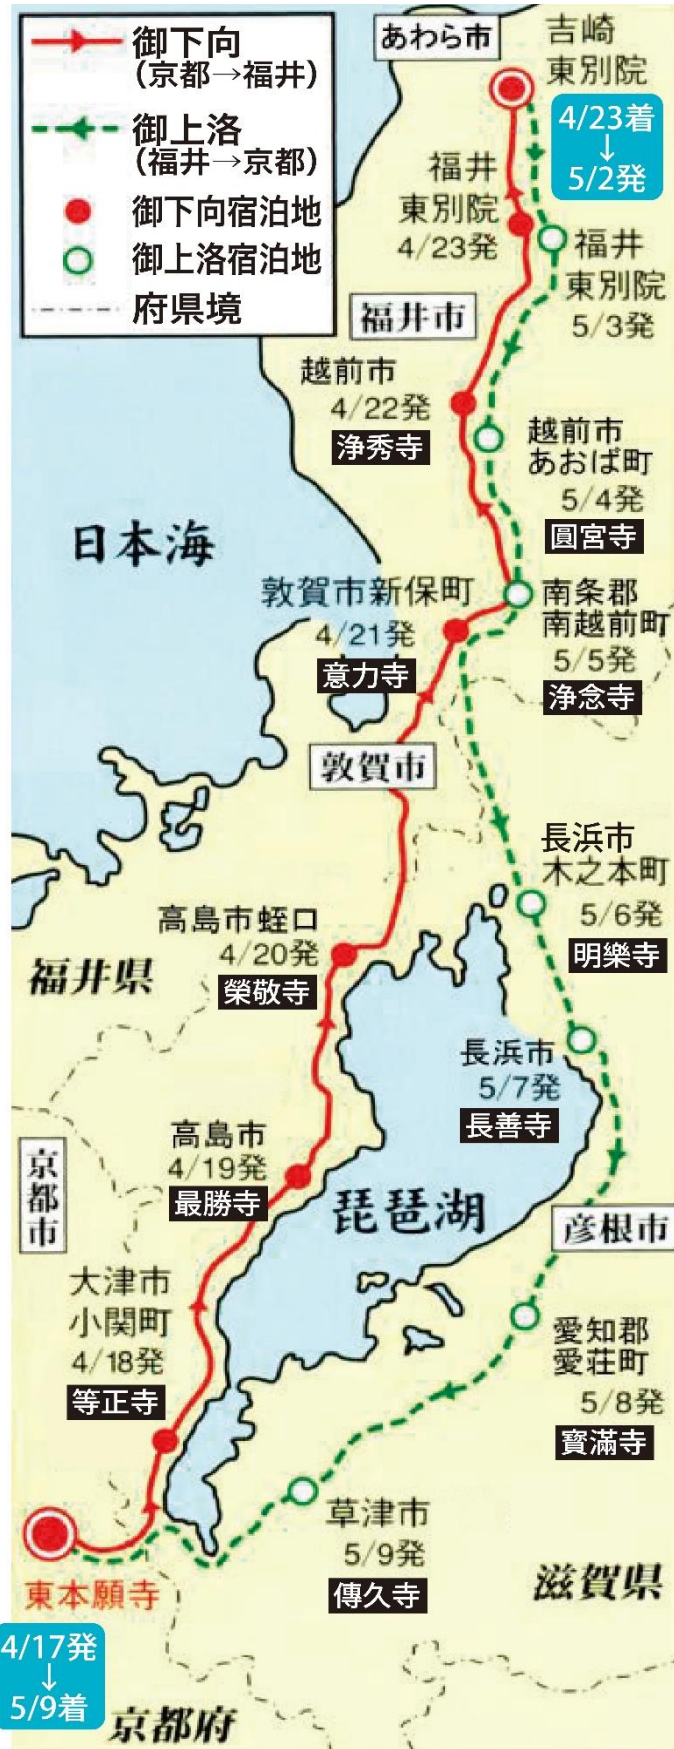 御下向
(京都→福井)
御上洛
(福井→京都)
御下向宿泊地
御上洛宿泊地
府県境
あわら市
吉崎
東別院
4/23着
↓
5/2発
福井
東別院
4/23発
福井
東別院
5/3発
福井市
越前市
4/22発
浄秀寺
越前市
あおば町
5/4発
圓宮寺
日本海
敦賀市新保町
4/21発
意力寺
南条郡
南越前町
5/5発
浄念寺
敦賀市
長浜市
木之本町
5/6発
明樂寺
高島市蛭口
4/20発
榮敬寺
福井県
長浜市
5/7発
長善寺
高島市
4/19発
最勝寺
京都市
琵琶湖
彦根市
大津市
小関町
4/18発
等正寺
愛知郡
愛荘町
5/8発
寳滿寺
草津市
5/9発
傳久寺
滋賀県
東本願寺
4/17発
↓
5/9着
京都府